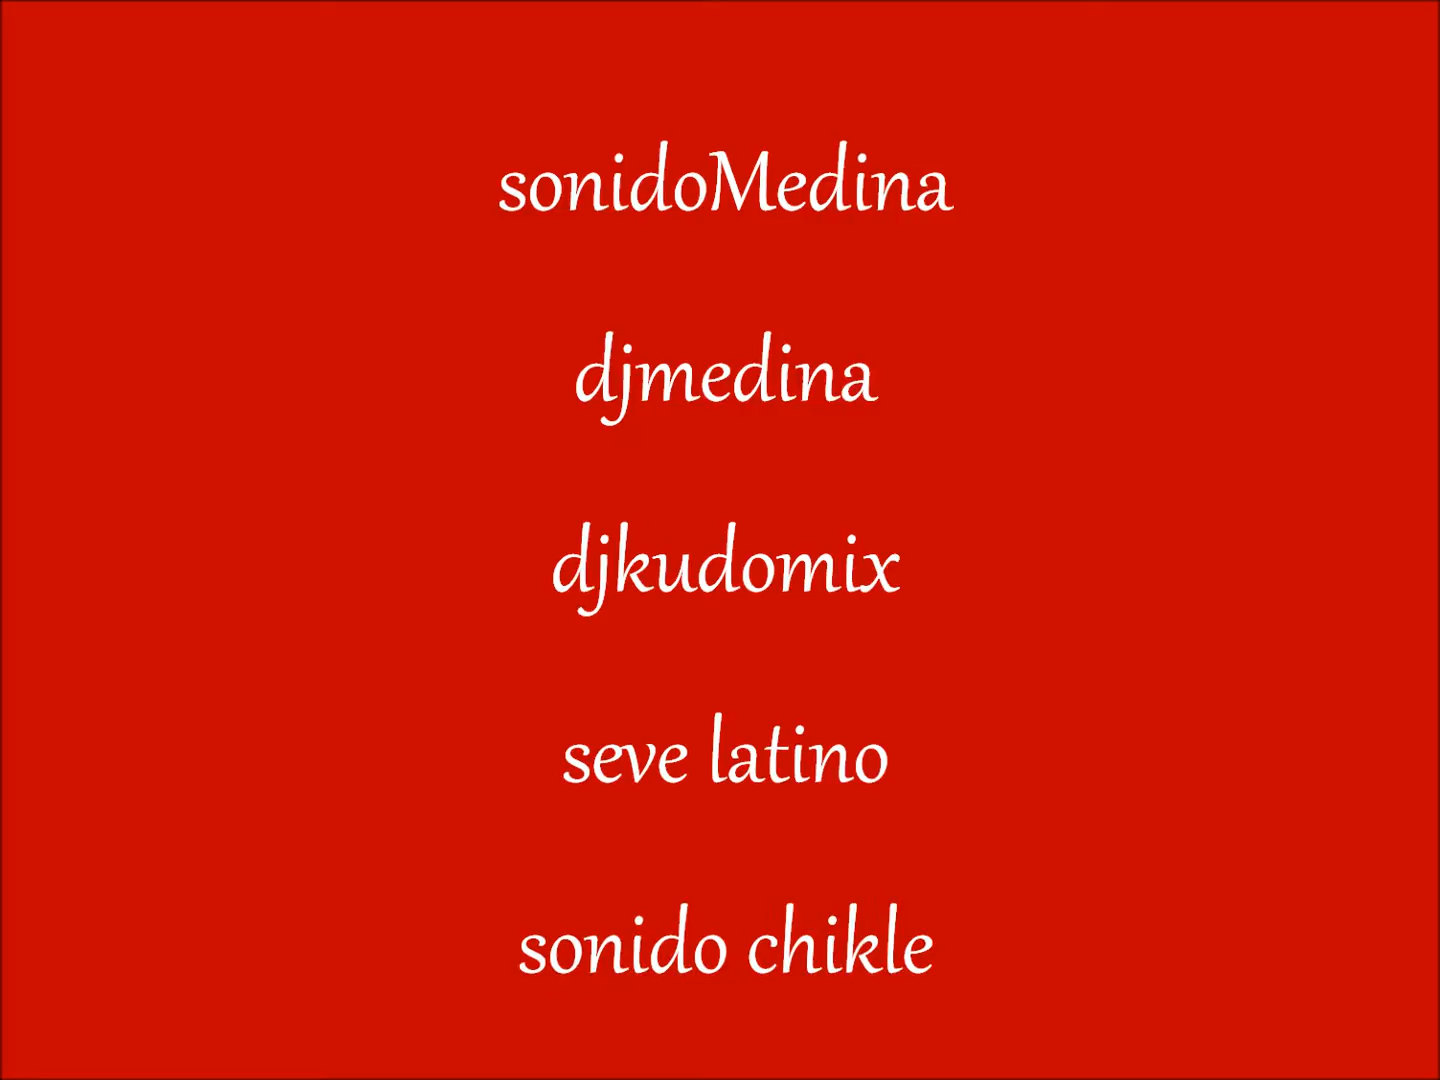 sonidoMedina
djmedina
djkudomix
seve latino
sonido chikle